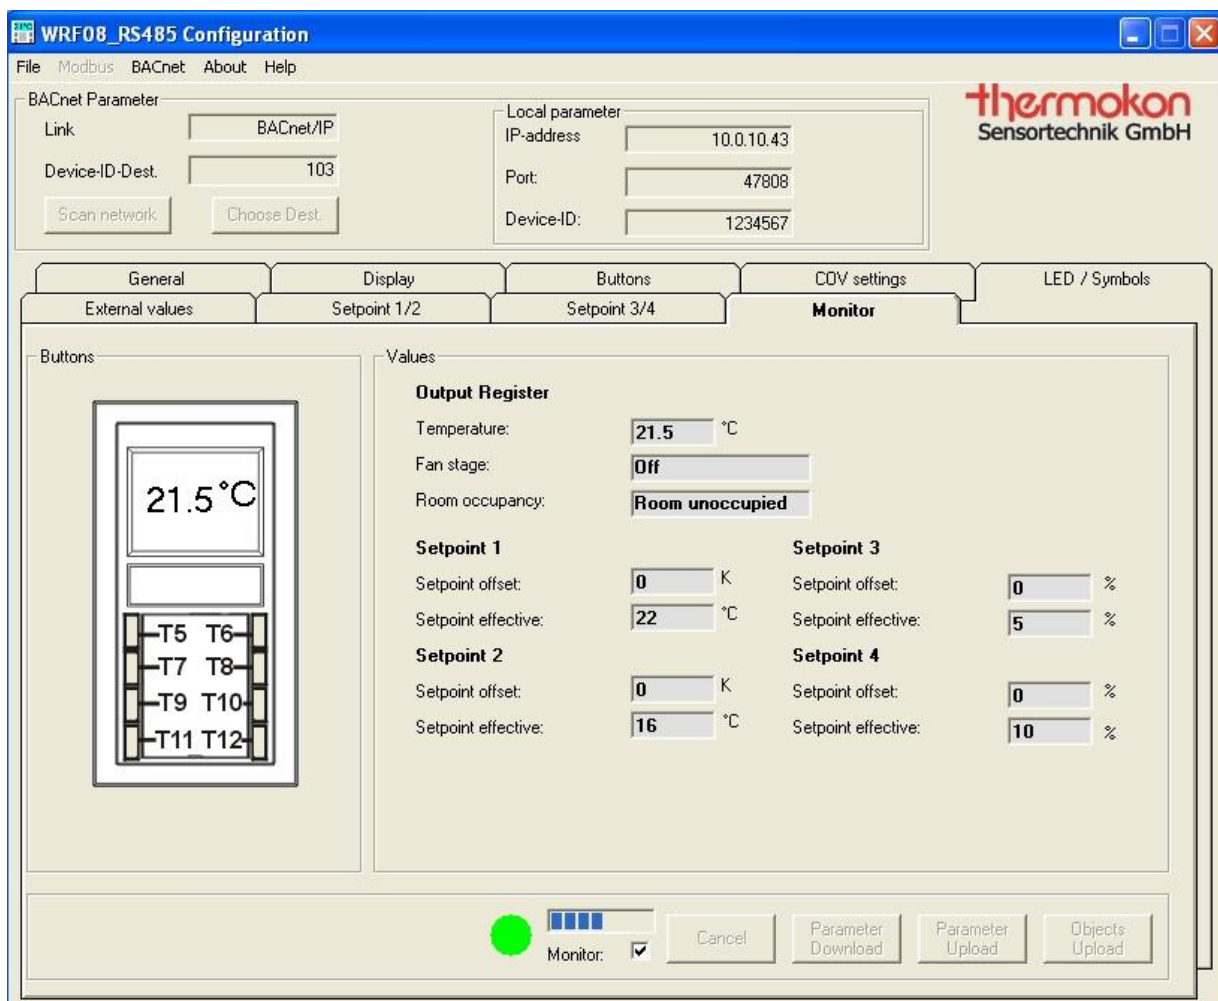 WRF08_RS485 Configuration
File Modbus BACnet About Help
BACnet Parameter
Link BACnet/IP
Device-ID-Dest. 103
Scan network Choose Dest.
Local parameter
IP-address 10.0.10.43
Port: 47808
Device-ID: 1234567
thermokon
Sensortechnik GmbH
General Display Buttons COV settings LED / Symbols
External values Setpoint 1/2 Setpoint 3/4 Monitor
Buttons
21.5°C
T5 T6
T7 T8
T9 T10
T11 T12
Values
Output Register
Temperature: 21.5 °C
Fan stage: Off
Room occupancy: Room unoccupied
Setpoint 1
Setpoint offset: 0 K
Setpoint effective: 22 °C
Setpoint 2
Setpoint offset: 0 K
Setpoint effective: 16 °C
Setpoint 3
Setpoint offset: 0 %
Setpoint effective: 5 %
Setpoint 4
Setpoint offset: 0 %
Setpoint effective: 10 %
Monitor:
Cancel
Parameter
Download
Parameter
Upload
Objects
Upload